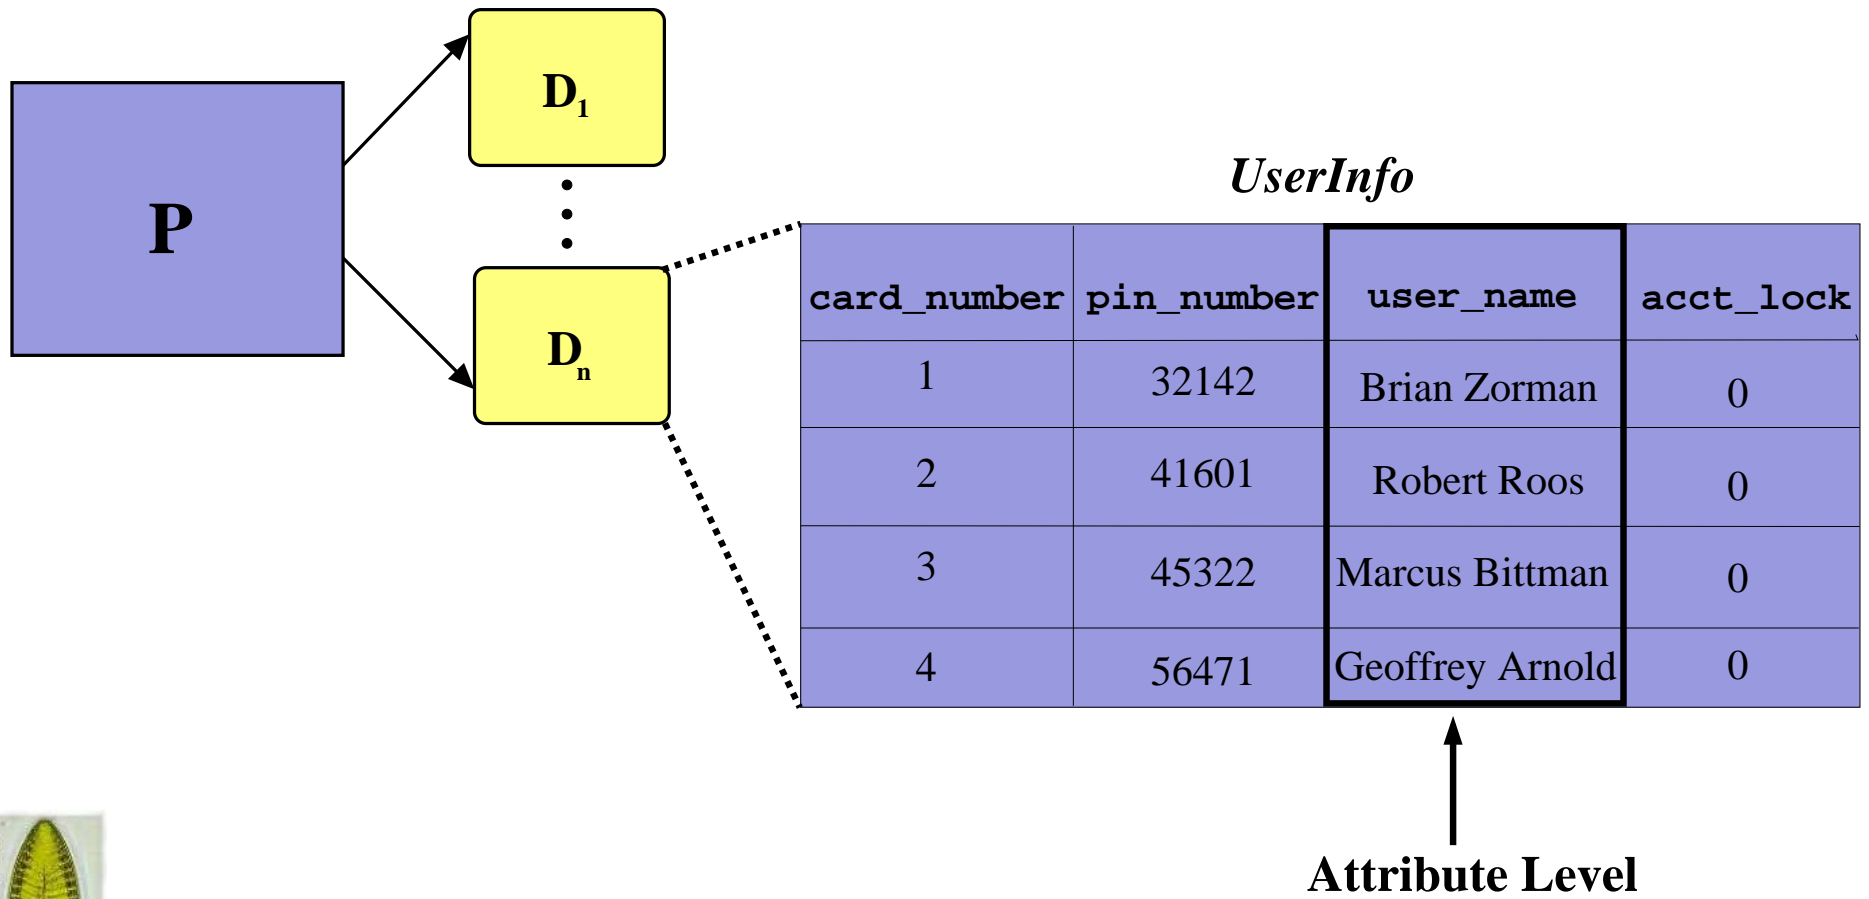 D1
P
Dn
UserInfo
card_number pin_number user_name acct_lock
1 32142 Brian Zorman 0
2 41601 Robert Roos 0
3 45322 Marcus Bittman 0
4 56471 Geoffrey Arnold 0
Attribute Level